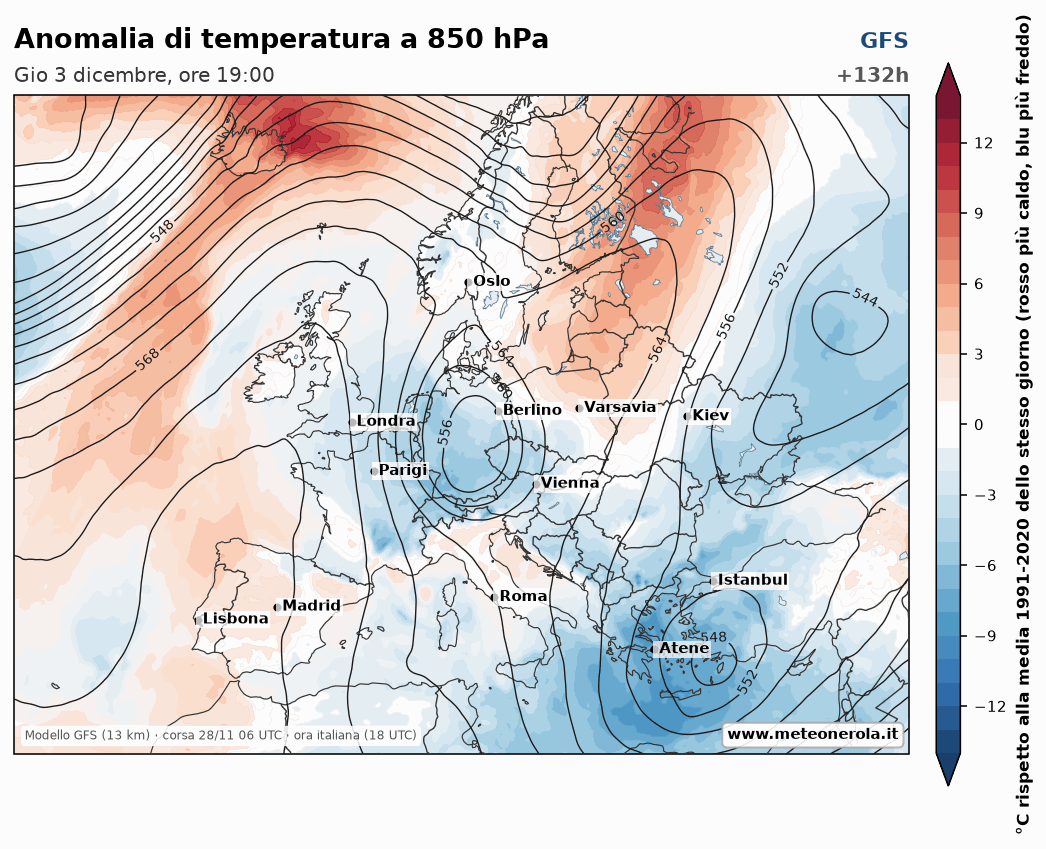 Anomalia di temperatura a 850 hPa
GFS
Gio 3 dicembre, ore 19:00
+132h
548
560
552
544
568
556
564
564
560
556
548
552
Oslo
Berlino
Varsavia
Kiev
Londra
Parigi
Vienna
Istanbul
Roma
Madrid
Lisbona
Atene
Modello GFS (13 km) · corsa 28/11 06 UTC · ora italiana (18 UTC)
www.meteonerola.it
12
9
6
3
0
−3
−6
−9
−12
°C rispetto alla media 1991-2020 dello stesso giorno (rosso più caldo, blu più freddo)